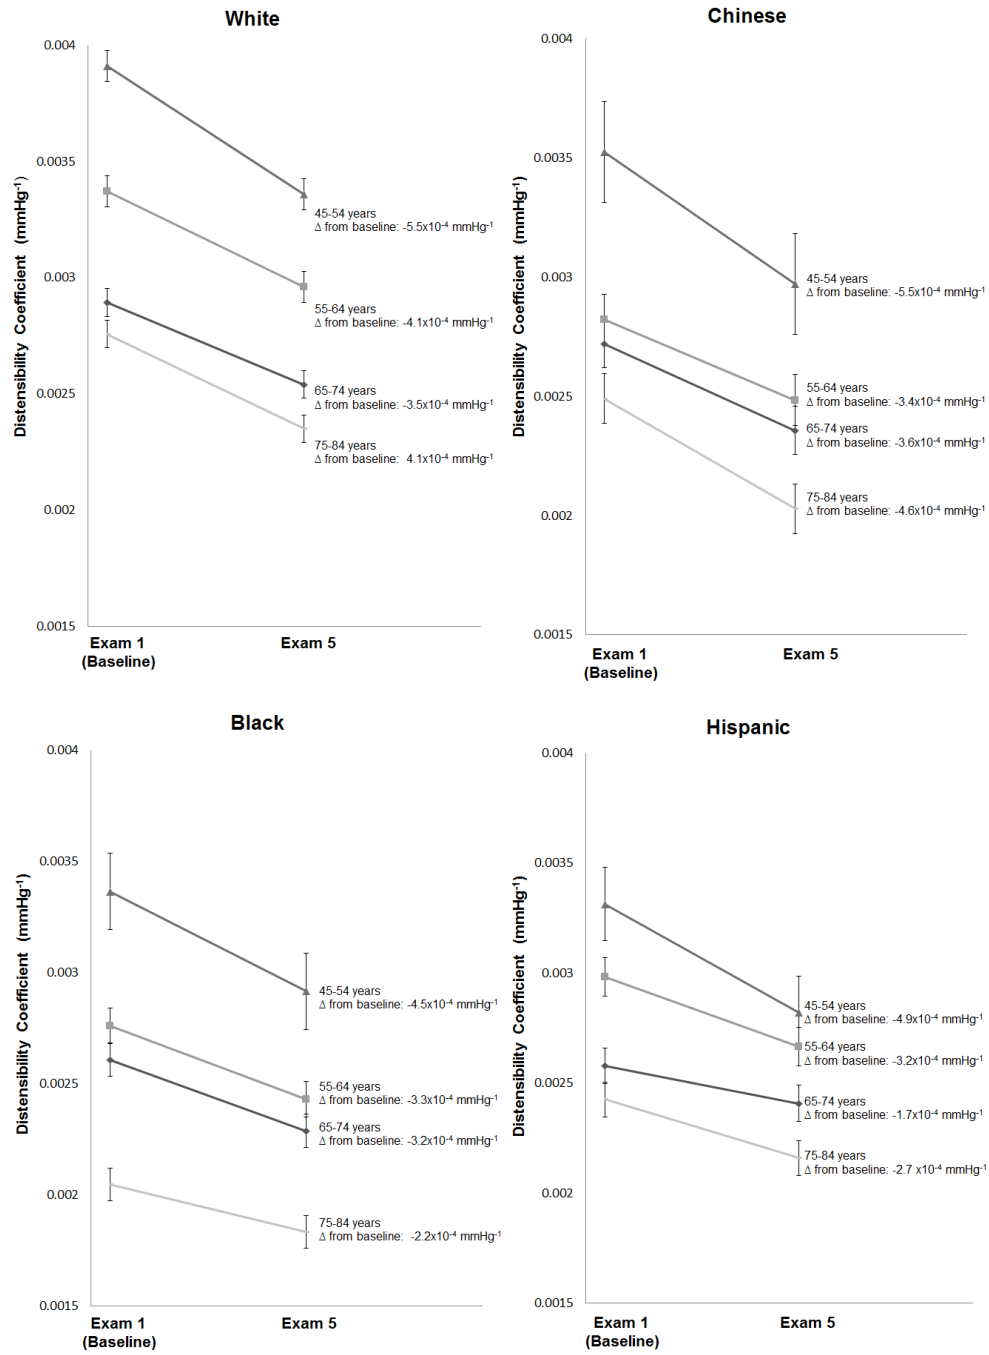 White
Distensibility Coefficient (mmHg⁻¹)
0.004
0.0035
0.003
0.0025
0.002
0.0015
45-54 years
Δ from baseline: -5.5x10⁻⁴ mmHg⁻¹
55-64 years
Δ from baseline: -4.1x10⁻⁴ mmHg⁻¹
65-74 years
Δ from baseline: -3.5x10⁻⁴ mmHg⁻¹
75-84 years
Δ from baseline: 4.1x10⁻⁴ mmHg⁻¹
Exam 1
(Baseline)
Exam 5
Chinese
Distensibility Coefficient (mmHg⁻¹)
0.004
0.0035
0.003
0.0025
0.002
0.0015
45-54 years
Δ from baseline: -5.5x10⁻⁴ mmHg⁻¹
55-64 years
Δ from baseline: -3.4x10⁻⁴ mmHg⁻¹
65-74 years
Δ from baseline: -3.6x10⁻⁴ mmHg⁻¹
75-84 years
Δ from baseline: -4.6x10⁻⁴ mmHg⁻¹
Exam 1
(Baseline)
Exam 5
Black
Distensibility Coefficient (mmHg⁻¹)
0.004
0.0035
0.003
0.0025
0.002
0.0015
45-54 years
Δ from baseline: -4.5x10⁻⁴ mmHg⁻¹
55-64 years
Δ from baseline: -3.3x10⁻⁴ mmHg⁻¹
65-74 years
Δ from baseline: -3.2x10⁻⁴ mmHg⁻¹
75-84 years
Δ from baseline: -2.2x10⁻⁴ mmHg⁻¹
Exam 1
(Baseline)
Exam 5
Hispanic
Distensibility Coefficient (mmHg⁻¹)
0.004
0.0035
0.003
0.0025
0.002
0.0015
45-54 years
Δ from baseline: -4.9x10⁻⁴ mmHg⁻¹
55-64 years
Δ from baseline: -3.2x10⁻⁴ mmHg⁻¹
65-74 years
Δ from baseline: -1.7x10⁻⁴ mmHg⁻¹
75-84 years
Δ from baseline: -2.7 x10⁻⁴ mmHg⁻¹
Exam 1
(Baseline)
Exam 5